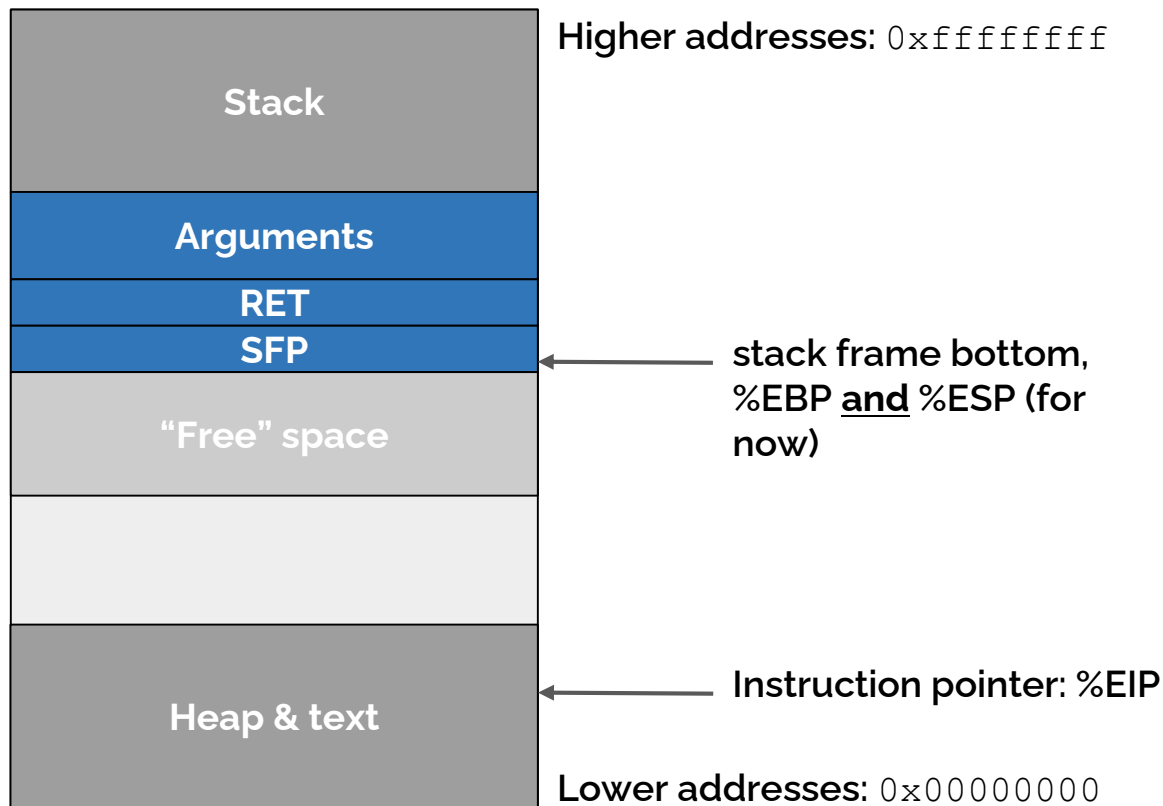 Higher addresses: 0xffffffff
Stack
Arguments
RET
SFP
stack frame bottom,
%EBP and %ESP (for
now)
“Free” space
Instruction pointer: %EIP
Heap & text
Lower addresses: 0x00000000